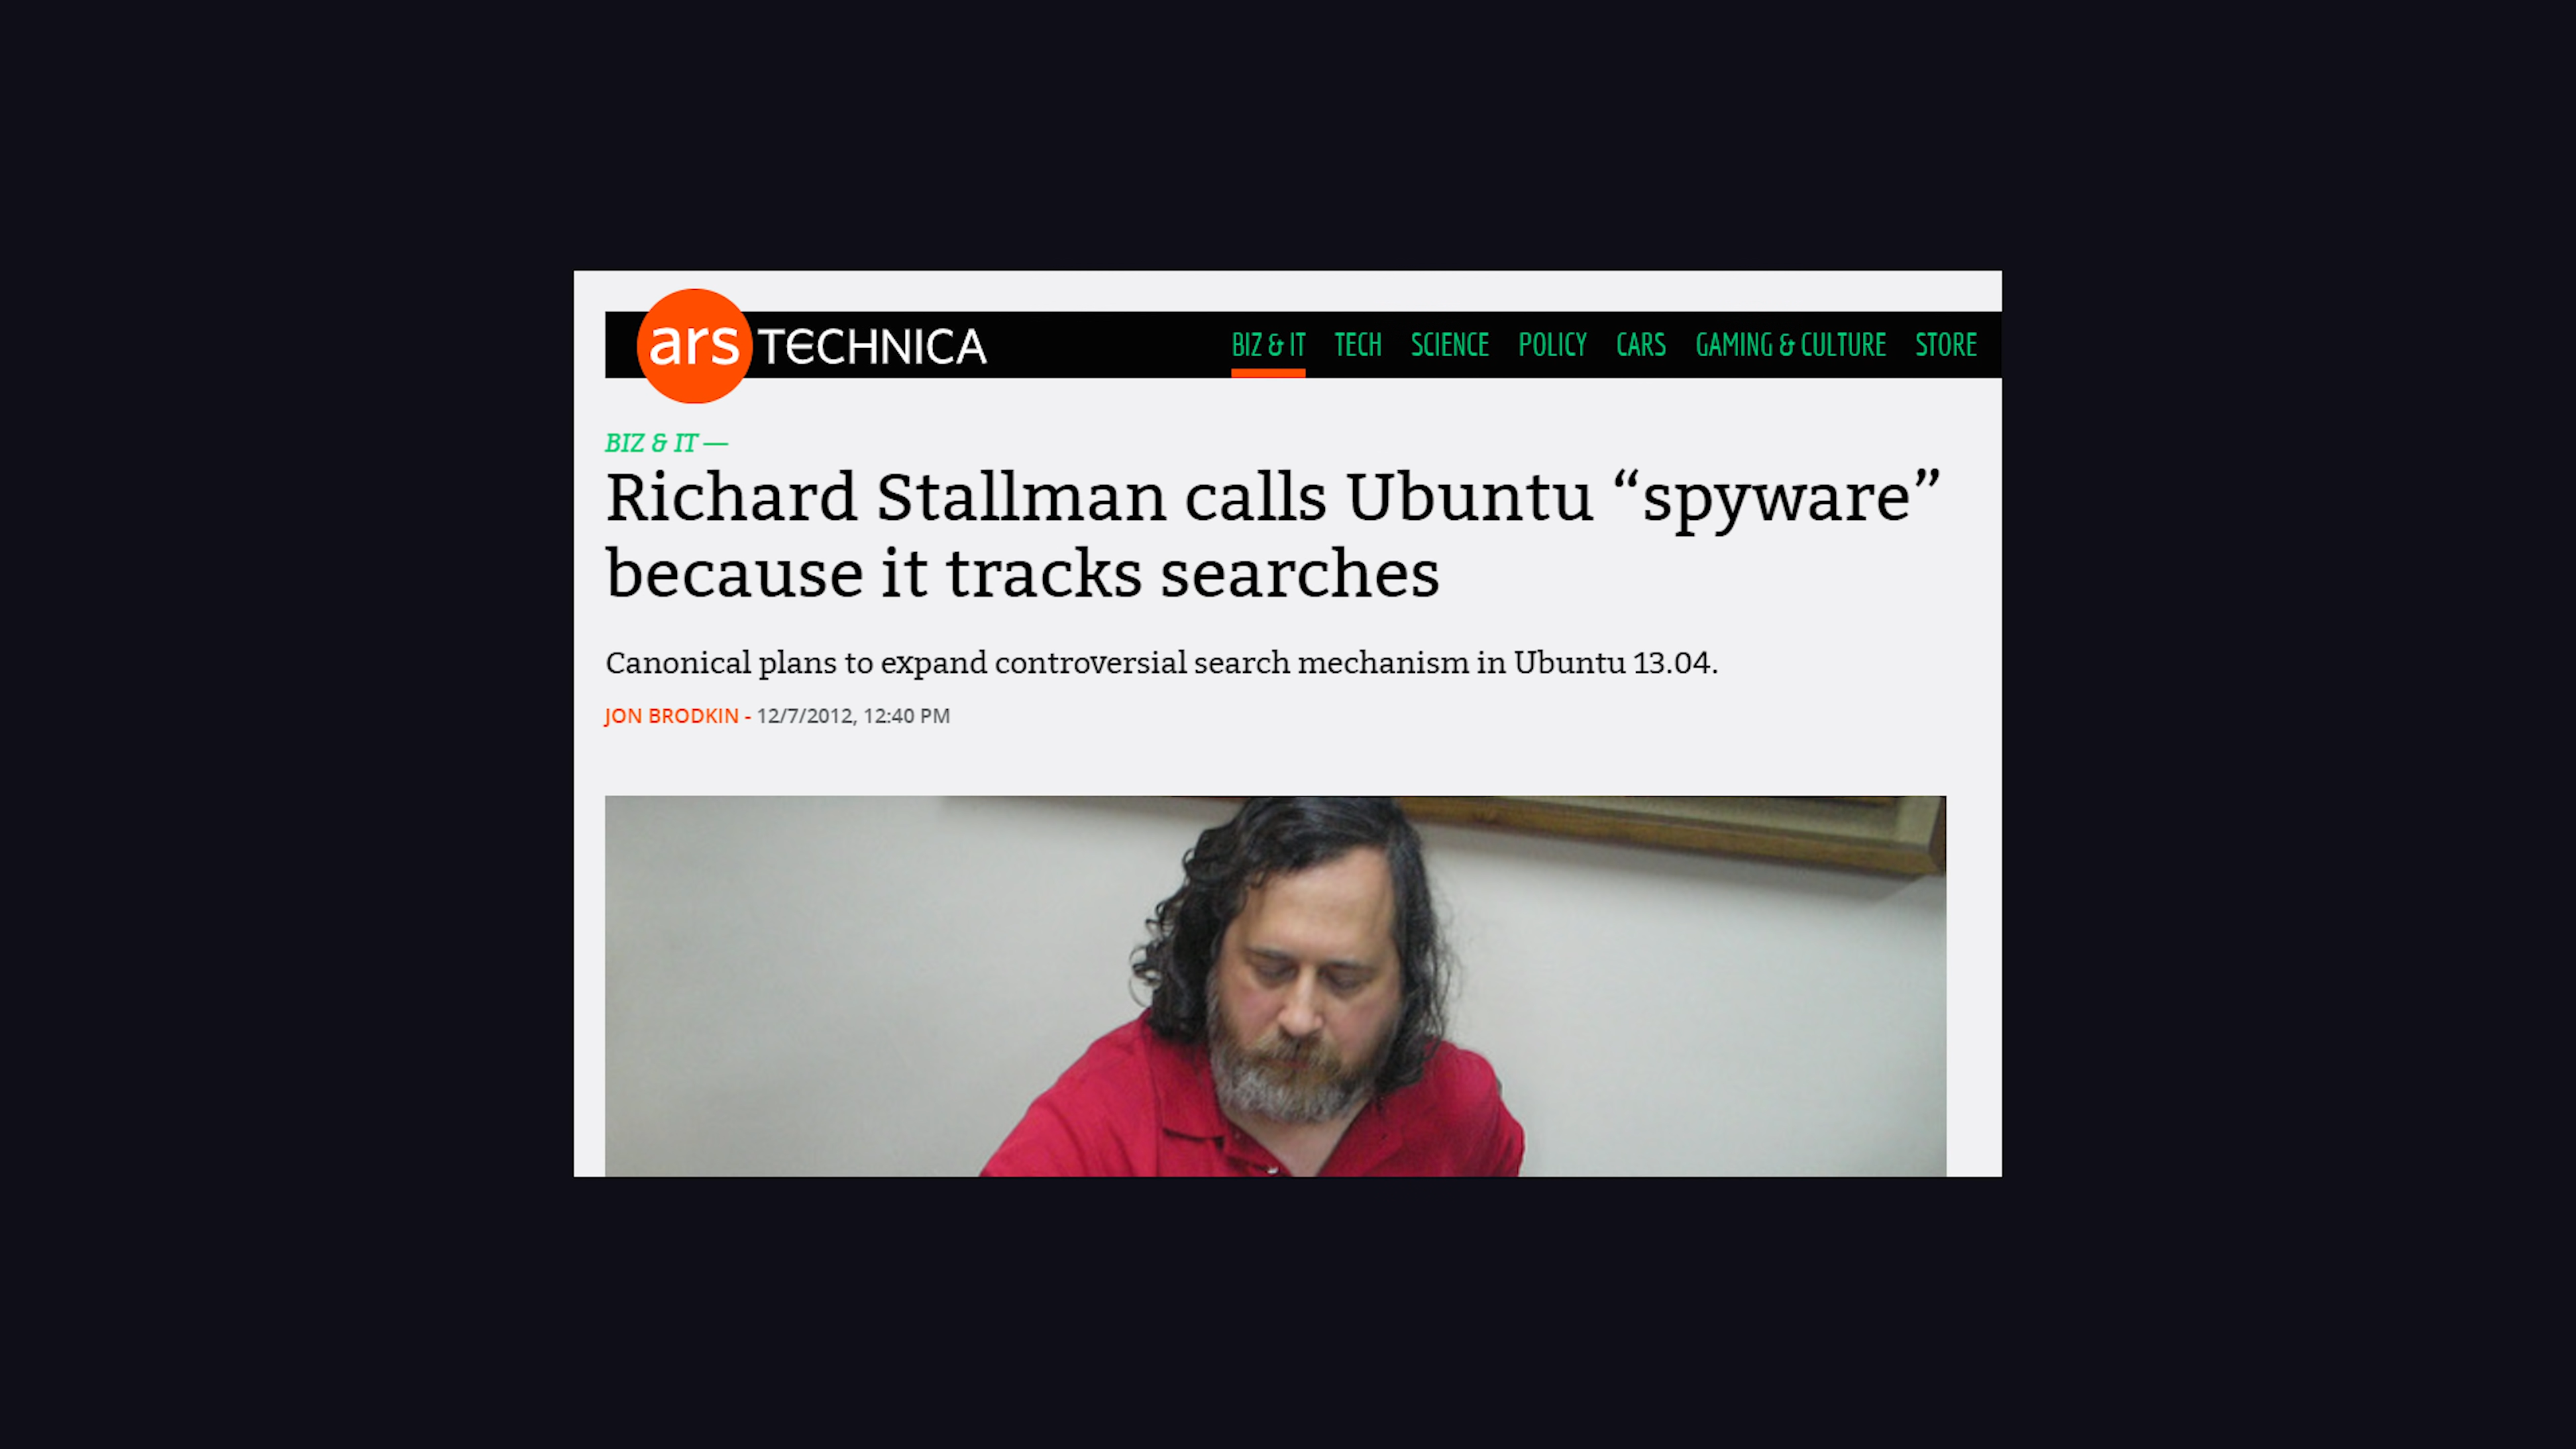 ars TECHNICA
BIZ & IT TECH SCIENCE POLICY CARS GAMING & CULTURE STORE
BIZ & IT —
Richard Stallman calls Ubuntu “spyware”
because it tracks searches
Canonical plans to expand controversial search mechanism in Ubuntu 13.04.
JON BRODKIN - 12/7/2012, 12:40 PM